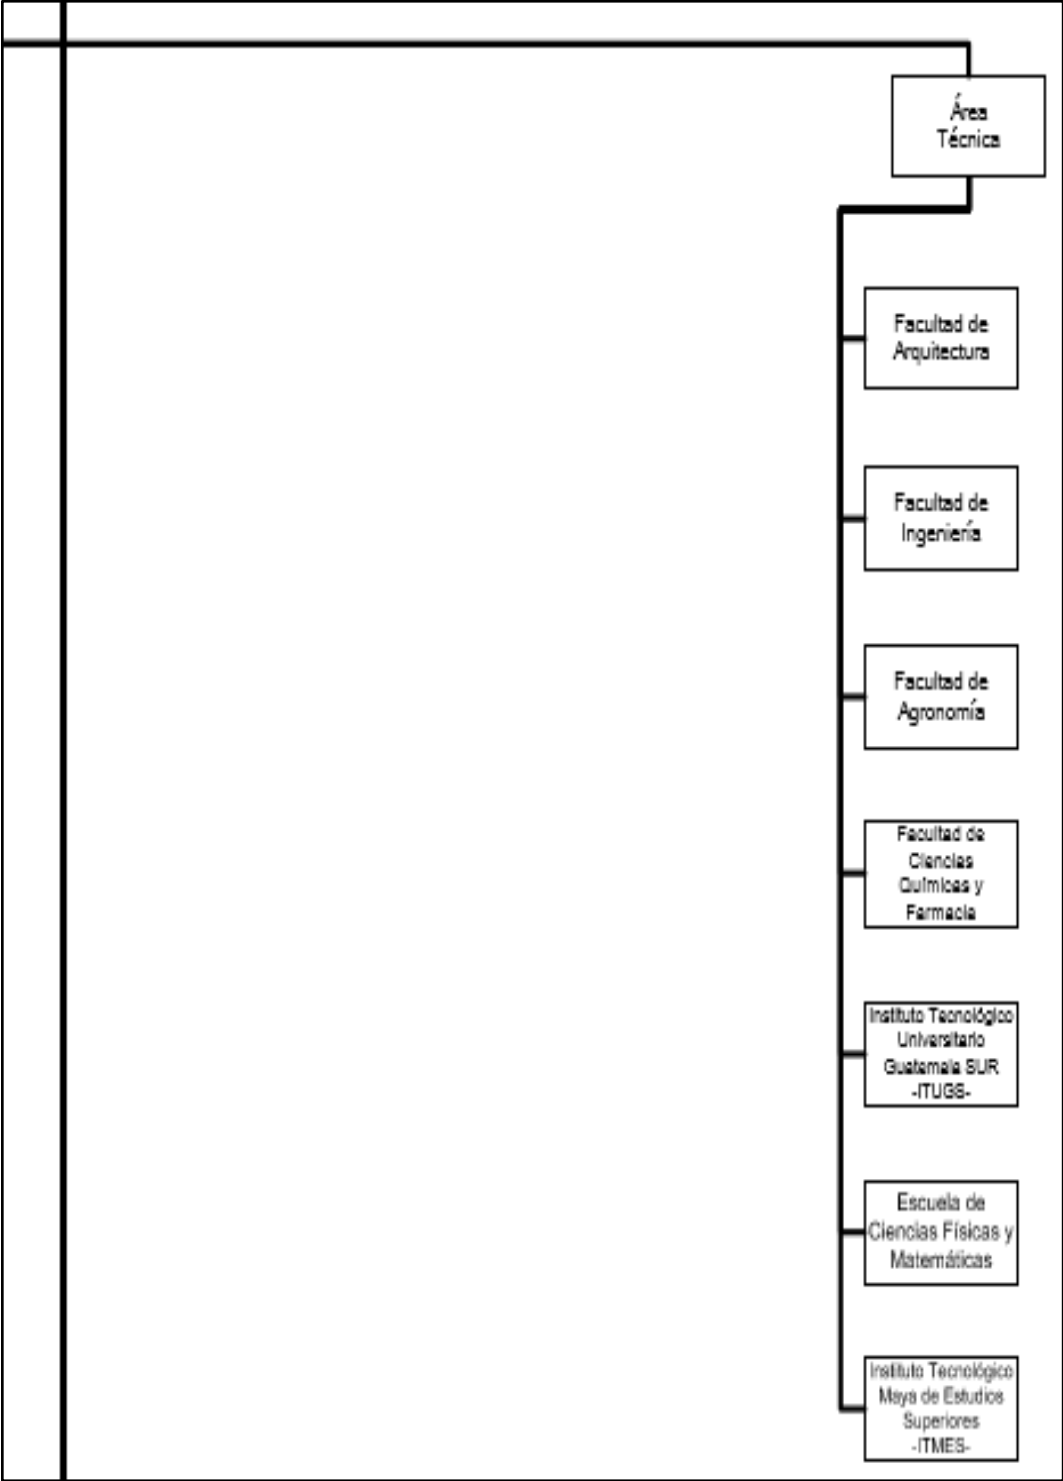 Área
Técnica
Facultad de
Arquitectura
Facultad de
Ingeniería
Facultad de
Agronomía
Facultad de
Ciencias
Químicas y
Farmacia
Instituto Tecnológico
Universitario
Guatemala SUR
-ITUGS-
Escuela de
Ciencias Físicas y
Matemáticas
Instituto Tecnológico
Maya de Estudios
Superiores
-ITMES-